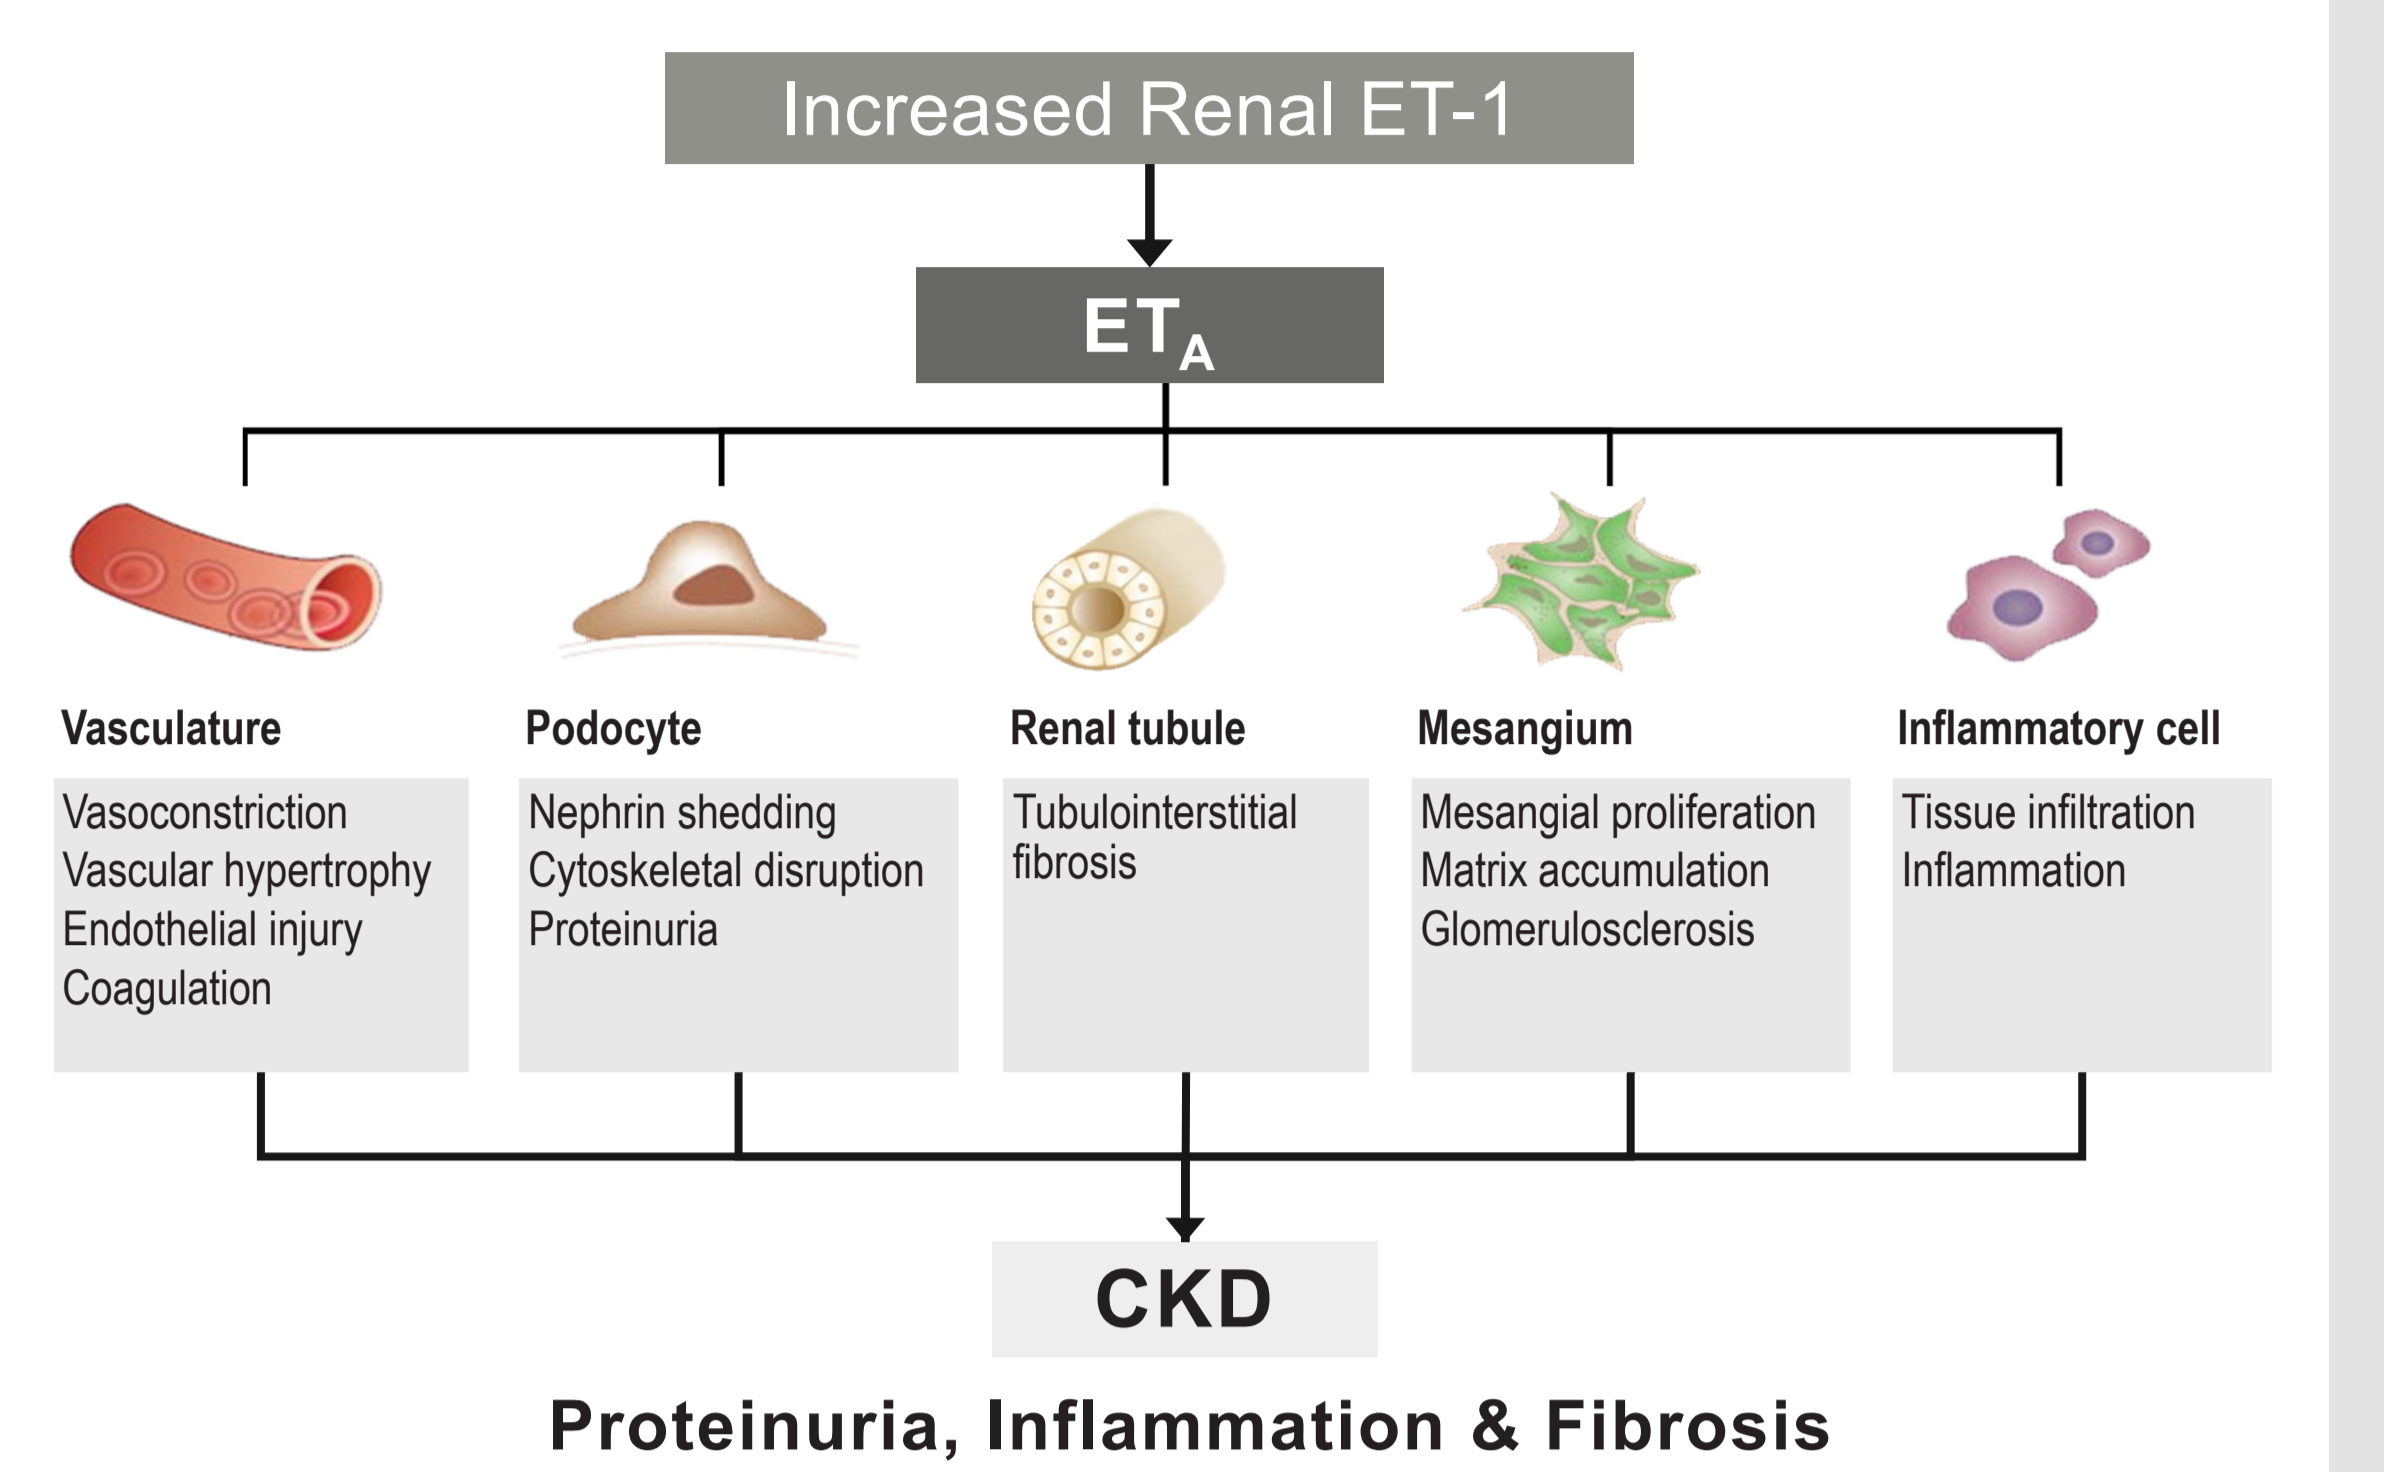 Increased Renal ET-1
ETA
Vasculature
Vasoconstriction
Vascular hypertrophy
Endothelial injury
Coagulation
Podocyte
Nephrin shedding
Cytoskeletal disruption
Proteinuria
Renal tubule
Tubulointerstitial
fibrosis
Mesangium
Mesangial proliferation
Matrix accumulation
Glomerulosclerosis
Inflammatory cell
Tissue infiltration
Inflammation
CKD
Proteinuria, Inflammation & Fibrosis